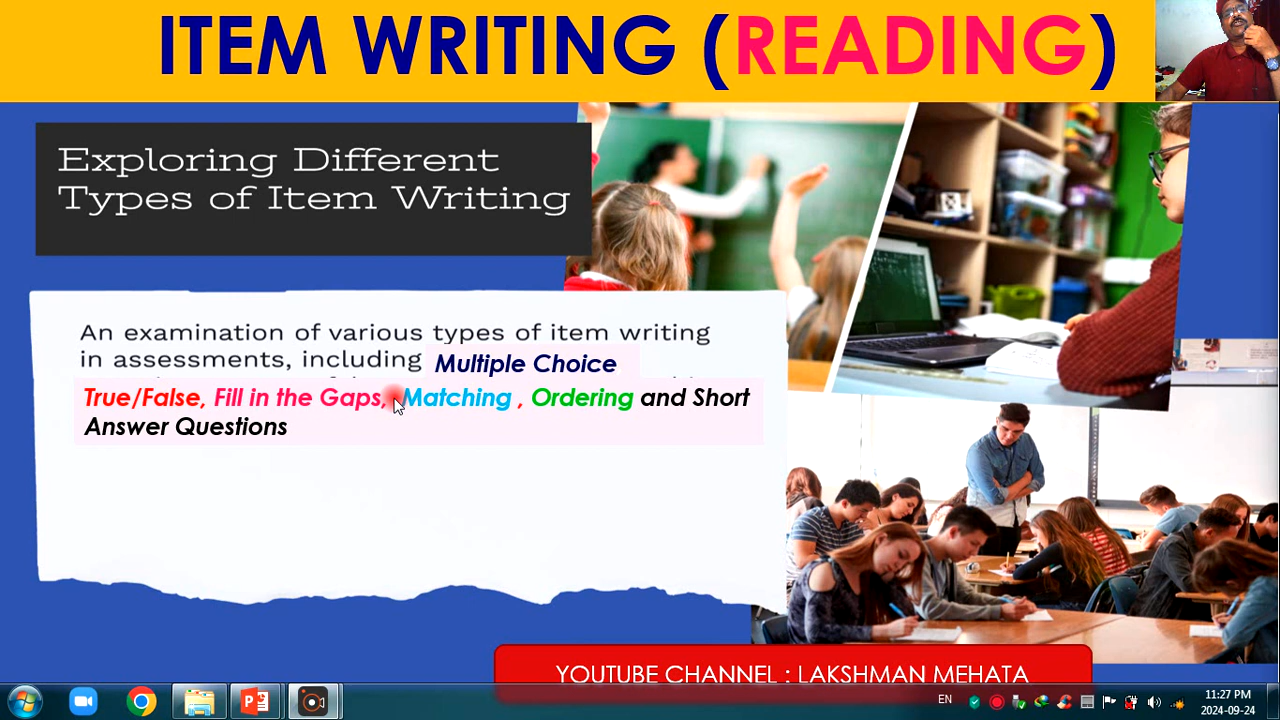 ITEM WRITING (READING)
Exploring Different
Types of Item Writing
An examination of various types of item writing
in assessments, including Multiple Choice
True/False, Fill in the Gaps, Matching , Ordering and Short
Answer Questions
YOUTUBE CHANNEL : LAKSHMAN MEHATA
EN
11:27 PM
2024-09-24